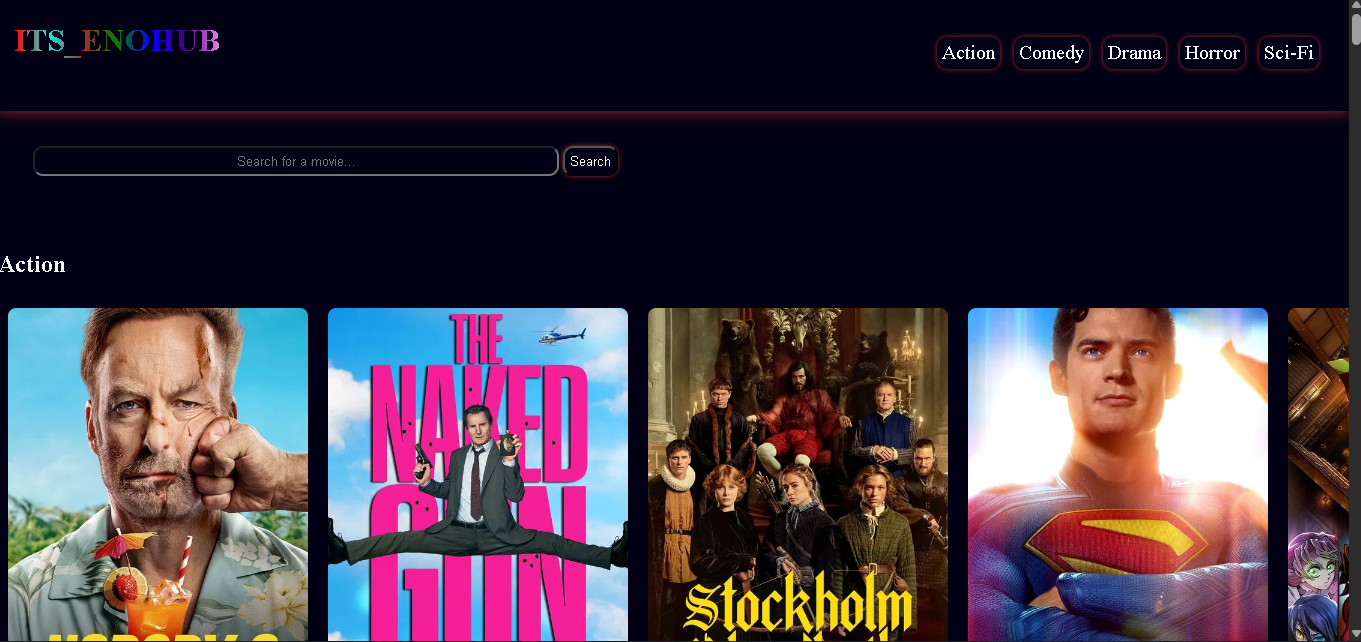 ITS_ENOHUB
Action Comedy Drama Horror Sci-Fi
Search for a movie... Search
Action
THE
NAKED
GUN
Stockholm